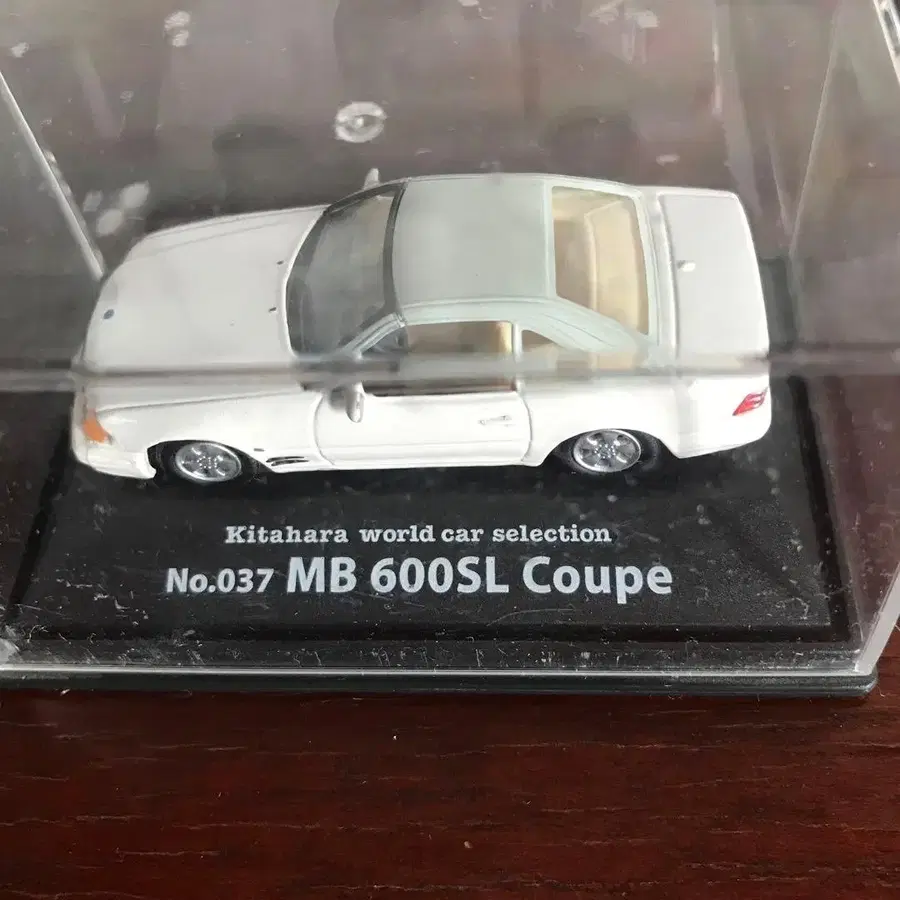 Kitahara world car selection
No.037 MB 600SL Coupe